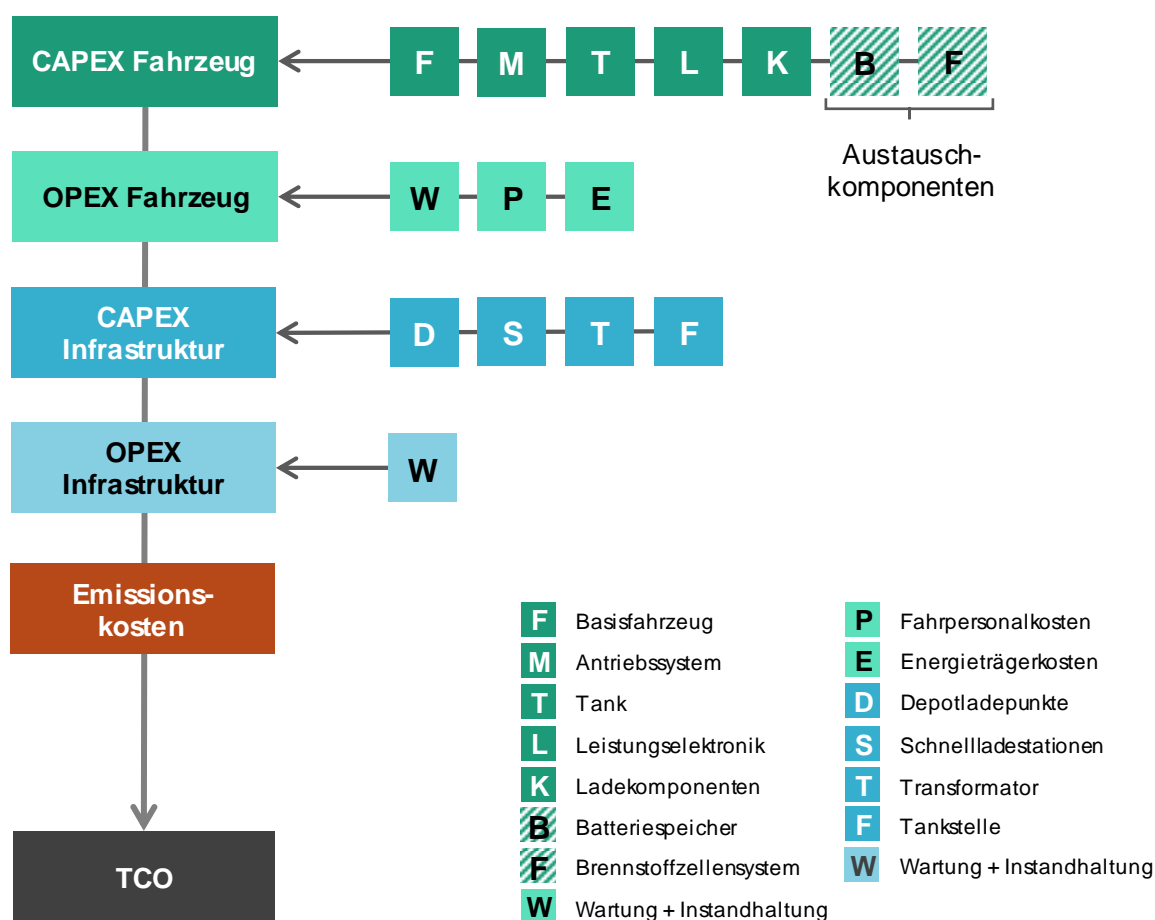 CAPEX Fahrzeug
F M T L K B F
Austausch-
komponenten
OPEX Fahrzeug
W P E
CAPEX
Infrastruktur
D S T F
OPEX
Infrastruktur
W
Emissions-
kosten
TCO
F Basisfahrzeug
M Antriebssystem
T Tank
L Leistungselektronik
K Ladekomponenten
B Batteriespeicher
F Brennstoffzellensystem
W Wartung + Instandhaltung
P Fahrpersonalkosten
E Energieträgerkosten
D Depotladepunkte
S Schnellladestationen
T Transformator
F Tankstelle
W Wartung + Instandhaltung